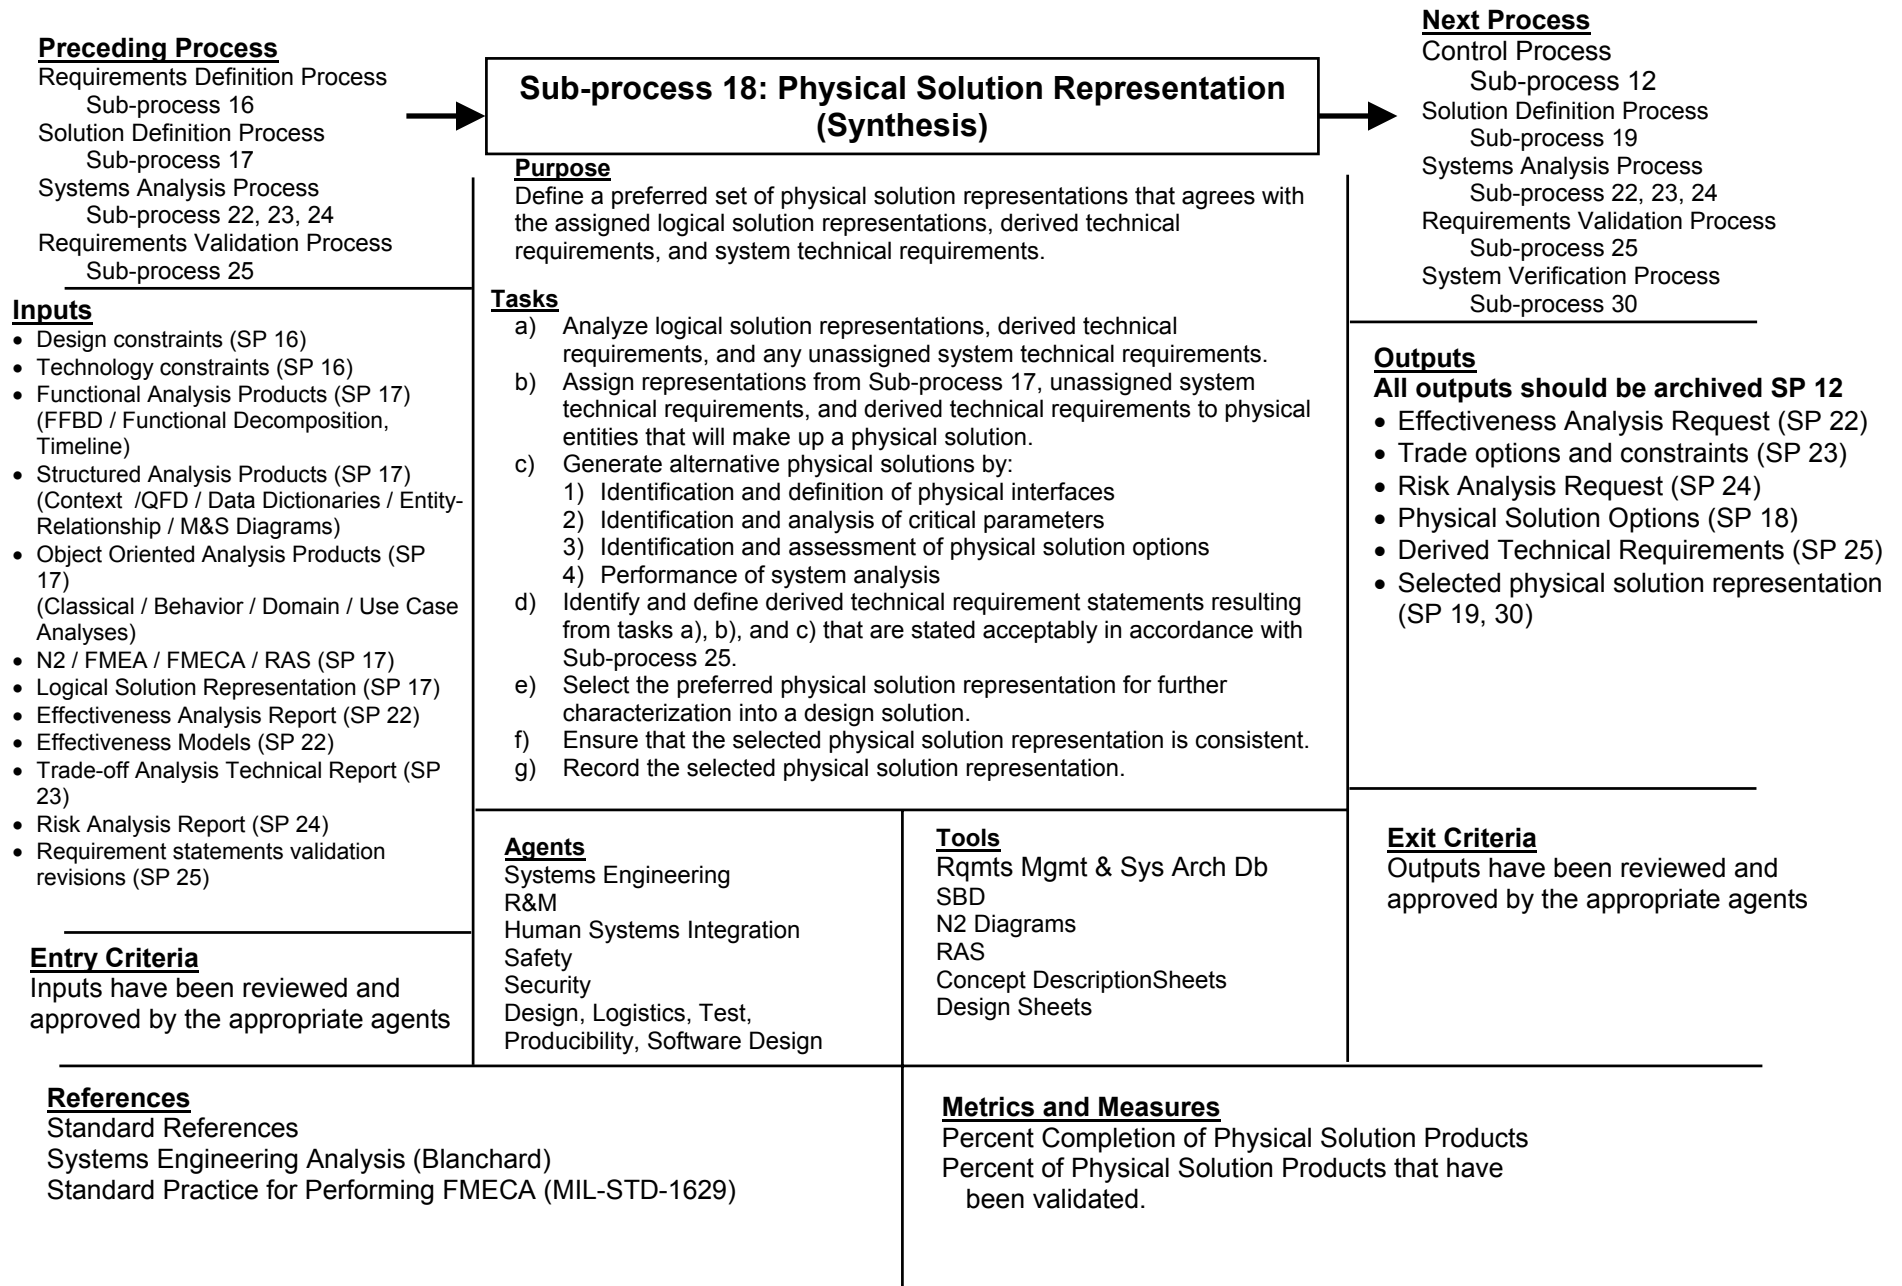 Preceding Process
Requirements Definition Process
Sub-process 16
Solution Definition Process
Sub-process 17
Systems Analysis Process
Sub-process 22, 23, 24
Requirements Validation Process
Sub-process 25
Sub-process 18: Physical Solution Representation
(Synthesis)
Next Process
Control Process
Sub-process 12
Solution Definition Process
Sub-process 19
Systems Analysis Process
Sub-process 22, 23, 24
Requirements Validation Process
Sub-process 25
System Verification Process
Sub-process 30
Purpose
Define a preferred set of physical solution representations that agrees with
the assigned logical solution representations, derived technical
requirements, and system technical requirements.
Inputs
• Design constraints (SP 16)
• Technology constraints (SP 16)
• Functional Analysis Products (SP 17)
(FFBD / Functional Decomposition,
Timeline)
• Structured Analysis Products (SP 17)
(Context /QFD / Data Dictionaries / Entity-
Relationship / M&S Diagrams)
• Object Oriented Analysis Products (SP
17)
(Classical / Behavior / Domain / Use Case
Analyses)
• N2 / FMEA / FMECA / RAS (SP 17)
• Logical Solution Representation (SP 17)
• Effectiveness Analysis Report (SP 22)
• Effectiveness Models (SP 22)
• Trade-off Analysis Technical Report (SP
23)
• Risk Analysis Report (SP 24)
• Requirement statements validation
revisions (SP 25)
Tasks
a) Analyze logical solution representations, derived technical
requirements, and any unassigned system technical requirements.
b) Assign representations from Sub-process 17, unassigned system
technical requirements, and derived technical requirements to physical
entities that will make up a physical solution.
c) Generate alternative physical solutions by:
1) Identification and definition of physical interfaces
2) Identification and analysis of critical parameters
3) Identification and assessment of physical solution options
4) Performance of system analysis
d) Identify and define derived technical requirement statements resulting
from tasks a), b), and c) that are stated acceptably in accordance with
Sub-process 25.
e) Select the preferred physical solution representation for further
characterization into a design solution.
f) Ensure that the selected physical solution representation is consistent.
g) Record the selected physical solution representation.
Outputs
All outputs should be archived SP 12
• Effectiveness Analysis Request (SP 22)
• Trade options and constraints (SP 23)
• Risk Analysis Request (SP 24)
• Physical Solution Options (SP 18)
• Derived Technical Requirements (SP 25)
• Selected physical solution representation
(SP 19, 30)
Entry Criteria
Inputs have been reviewed and
approved by the appropriate agents
Agents
Systems Engineering
R&M
Human Systems Integration
Safety
Security
Design, Logistics, Test,
Producibility, Software Design
Tools
Rqmts Mgmt & Sys Arch Db
SBD
N2 Diagrams
RAS
Concept DescriptionSheets
Design Sheets
Exit Criteria
Outputs have been reviewed and
approved by the appropriate agents
References
Standard References
Systems Engineering Analysis (Blanchard)
Standard Practice for Performing FMECA (MIL-STD-1629)
Metrics and Measures
Percent Completion of Physical Solution Products
Percent of Physical Solution Products that have
been validated.